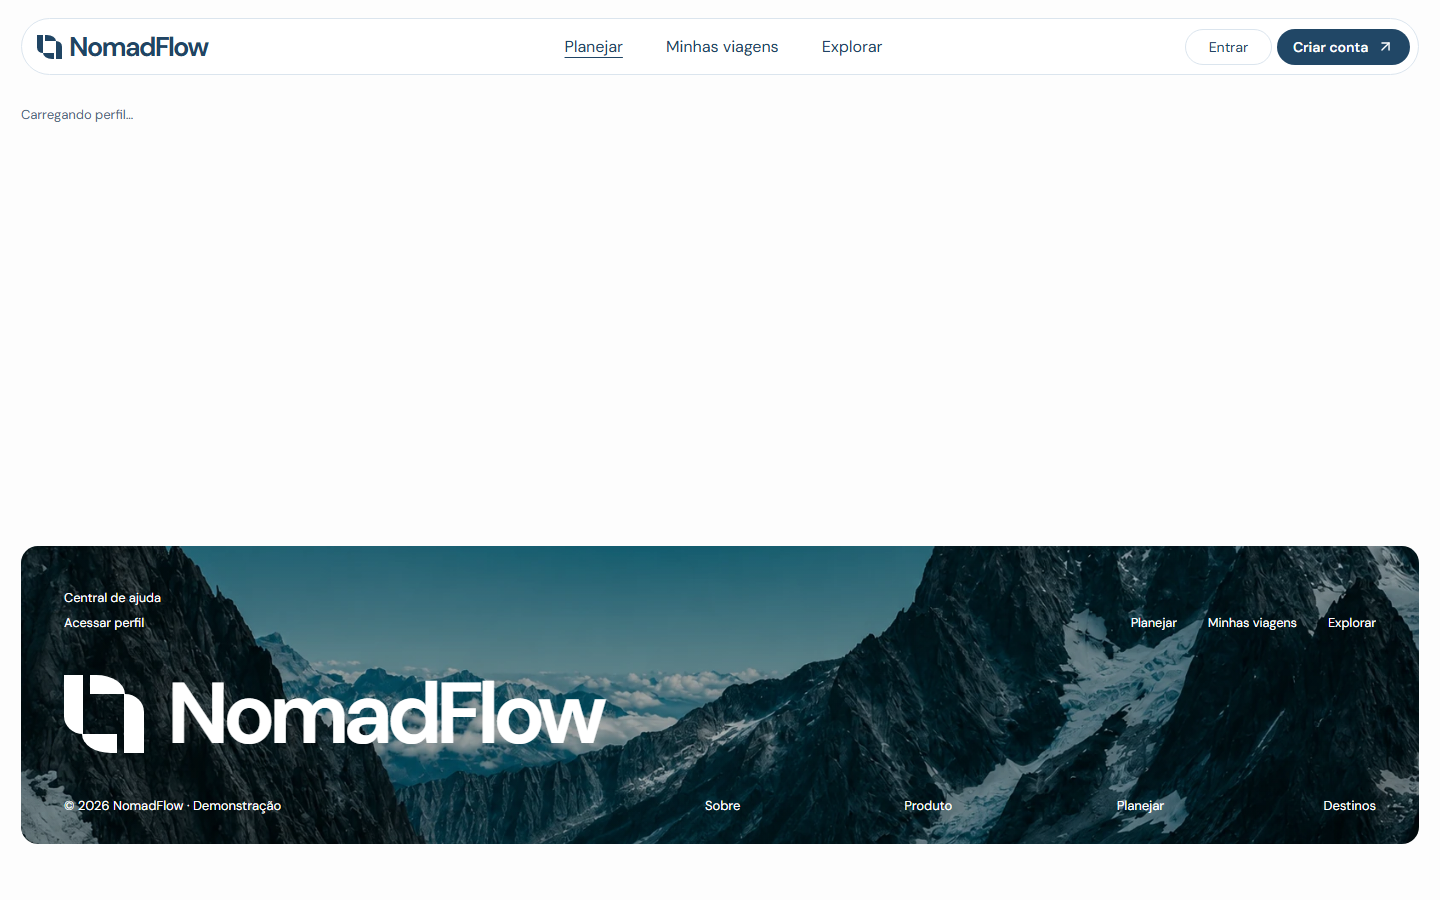 NomadFlow
Planejar
Minhas viagens
Explorar
Entrar
Criar conta
Carregando perfil…
Central de ajuda
Acessar perfil
Planejar
Minhas viagens
Explorar
NomadFlow
© 2026 NomadFlow · Demonstração
Sobre
Produto
Planejar
Destinos